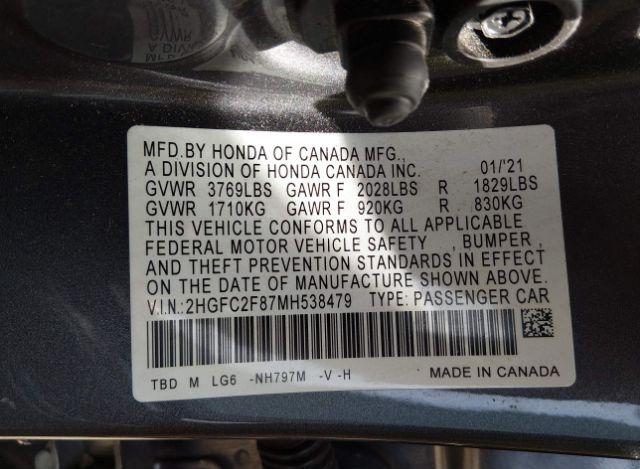 MFD.BY HONDA OF CANADA MFG.,
A DIVISION OF HONDA CANADA INC. 01/'21
GVWR 3769LBS GAWR F 2028LBS R 1829LBS
GVWR 1710KG GAWR F 920KG R 830KG
THIS VEHICLE CONFORMS TO ALL APPLICABLE
FEDERAL MOTOR VEHICLE SAFETY , BUMPER ,
AND THEFT PREVENTION STANDARDS IN EFFECT
ON THE DATE OF MANUFACTURE SHOWN ABOVE.
V.I.N.:2HGFC2F87MH538479 TYPE: PASSENGER CAR
TBD M LG6 -NH797M -V -H MADE IN CANADA